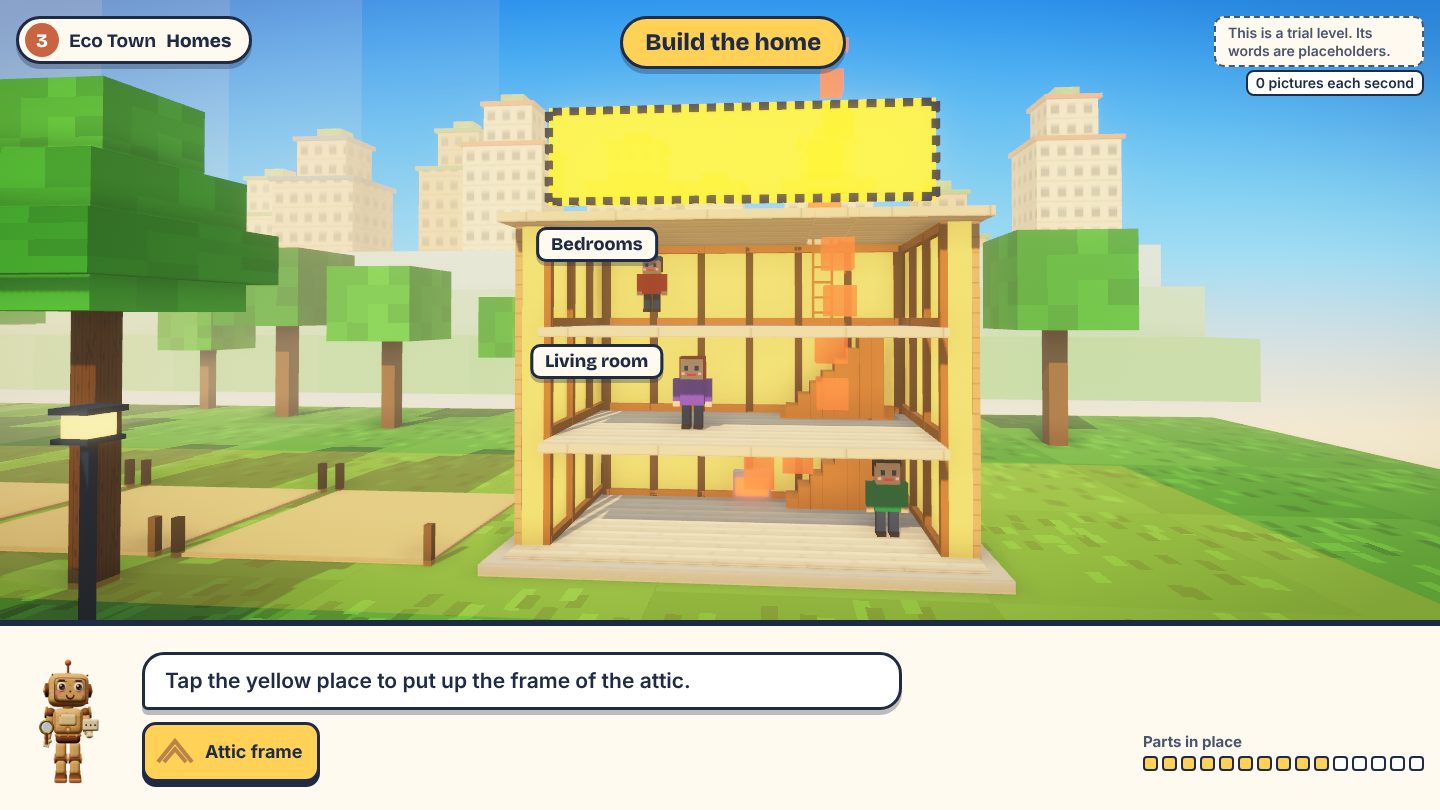 3 Eco Town Homes
Build the home
This is a trial level. Its
words are placeholders.
0 pictures each second
Bedrooms
Living room
Tap the yellow place to put up the frame of the attic.
Attic frame
Parts in place